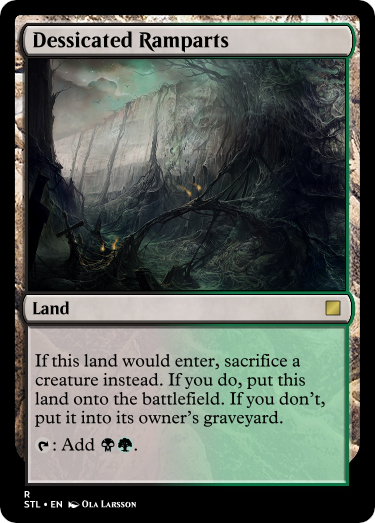 Dessicated Ramparts
Land
If this land would enter, sacrifice a
creature instead. If you do, put this
land onto the battlefield. If you don't,
put it into its owner's graveyard.
: Add .
R
STL • EN Ola Larsson